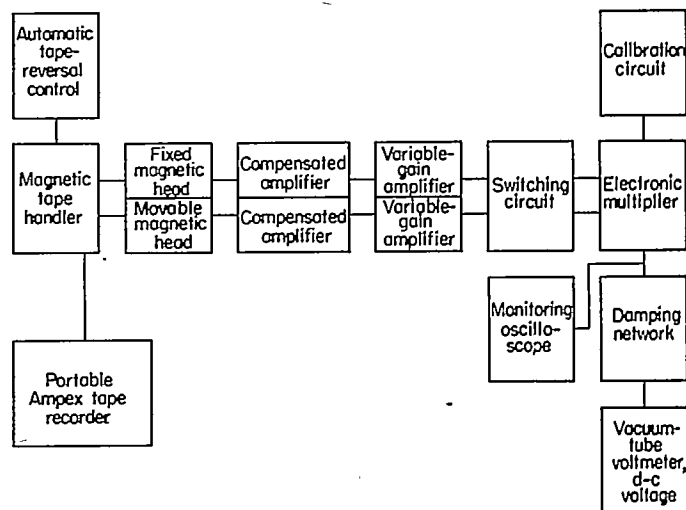 Automatic
tape-
reversal
control
Calibration
circuit
Magnetic
tape
handler
Fixed
magnetic
head
Movable
magnetic
head
Compensated
amplifier
Compensated
amplifier
Variable-
gain
amplifier
Variable-
gain
amplifier
Switching
circuit
Electronic
multiplier
Monitoring
oscillo-
scope
Damping
network
Portable
Ampex tape
recorder
Vacuum-
tube
voltmeter,
d-c
voltage